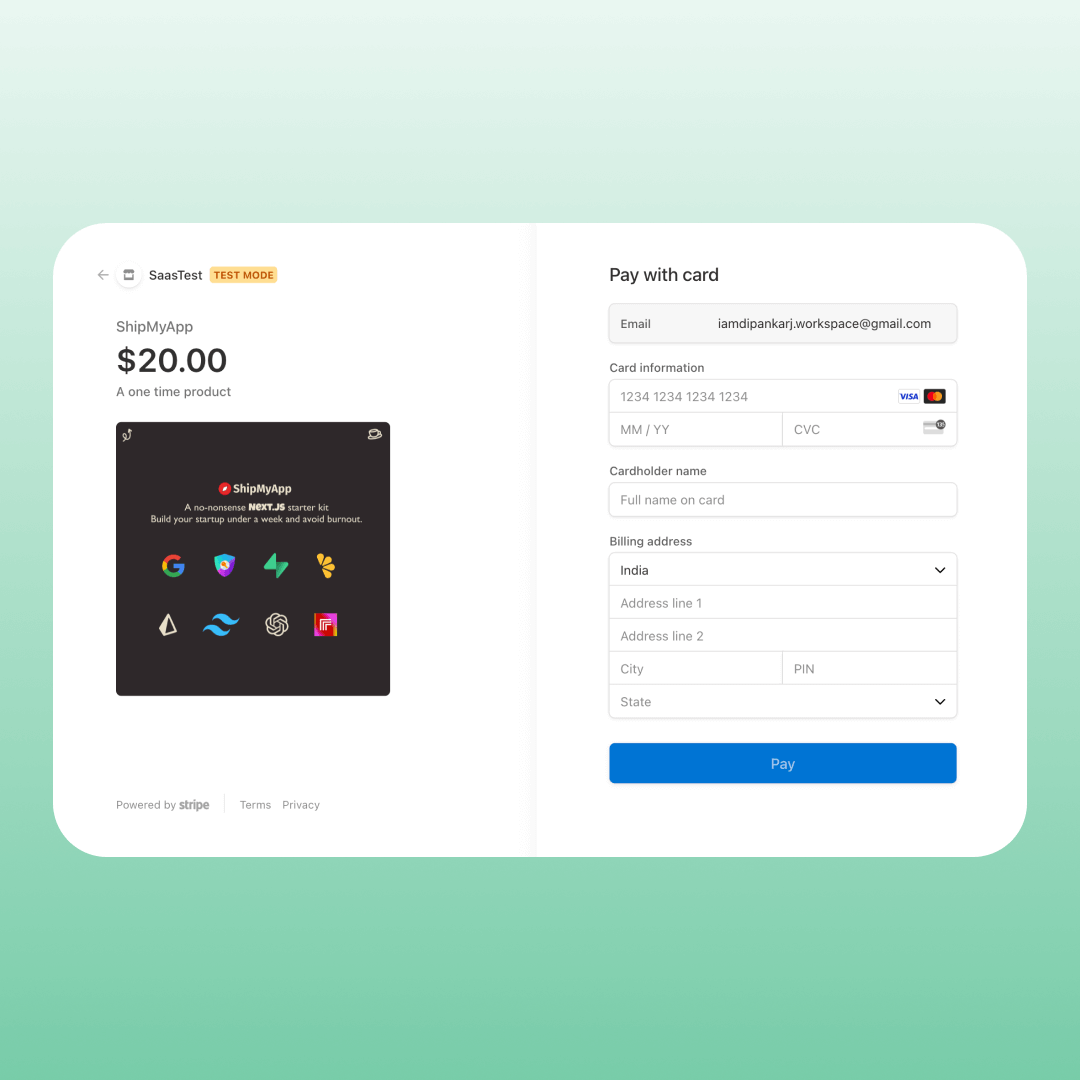 SaasTest TEST MODE
ShipMyApp
$20.00
A one time product
ShipMyApp
A no-nonsense NEXT.JS starter kit
Build your startup under a week and avoid burnout.
Powered by stripe Terms Privacy
Pay with card
Email iamdipankarj.workspace@gmail.com
Card information
1234 1234 1234 1234 VISA
MM / YY CVC 135
Cardholder name
Full name on card
Billing address
India
Address line 1
Address line 2
City PIN
State
Pay